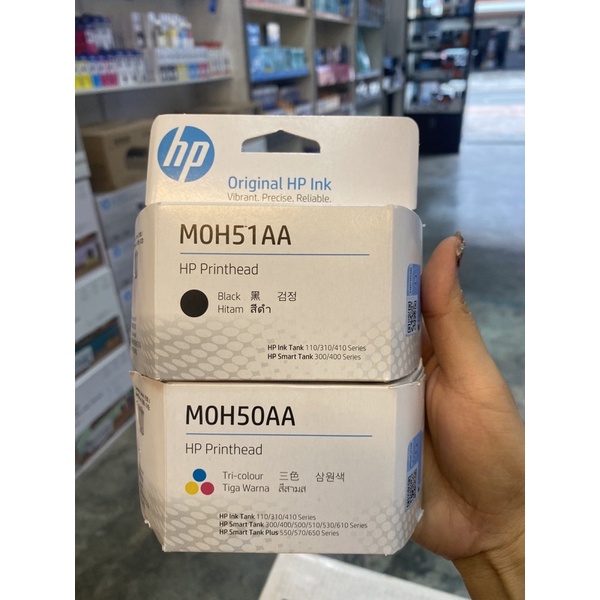 hp
Original HP Ink
Vibrant. Precise. Reliable.
M0H51AA
HP Printhead
Black 黑 검정
Hitam สีดำ
HP Ink Tank 110/310/410 Series
HP Smart Tank 300/400 Series
M0H50AA
HP Printhead
Tri-colour 三色 삼원색
Tiga Warna สีสามส
HP Ink Tank 110/310/410 Series
HP Smart Tank 300/400/500/510/530/610 Series
HP Smart Tank Plus 550/570/650 Series